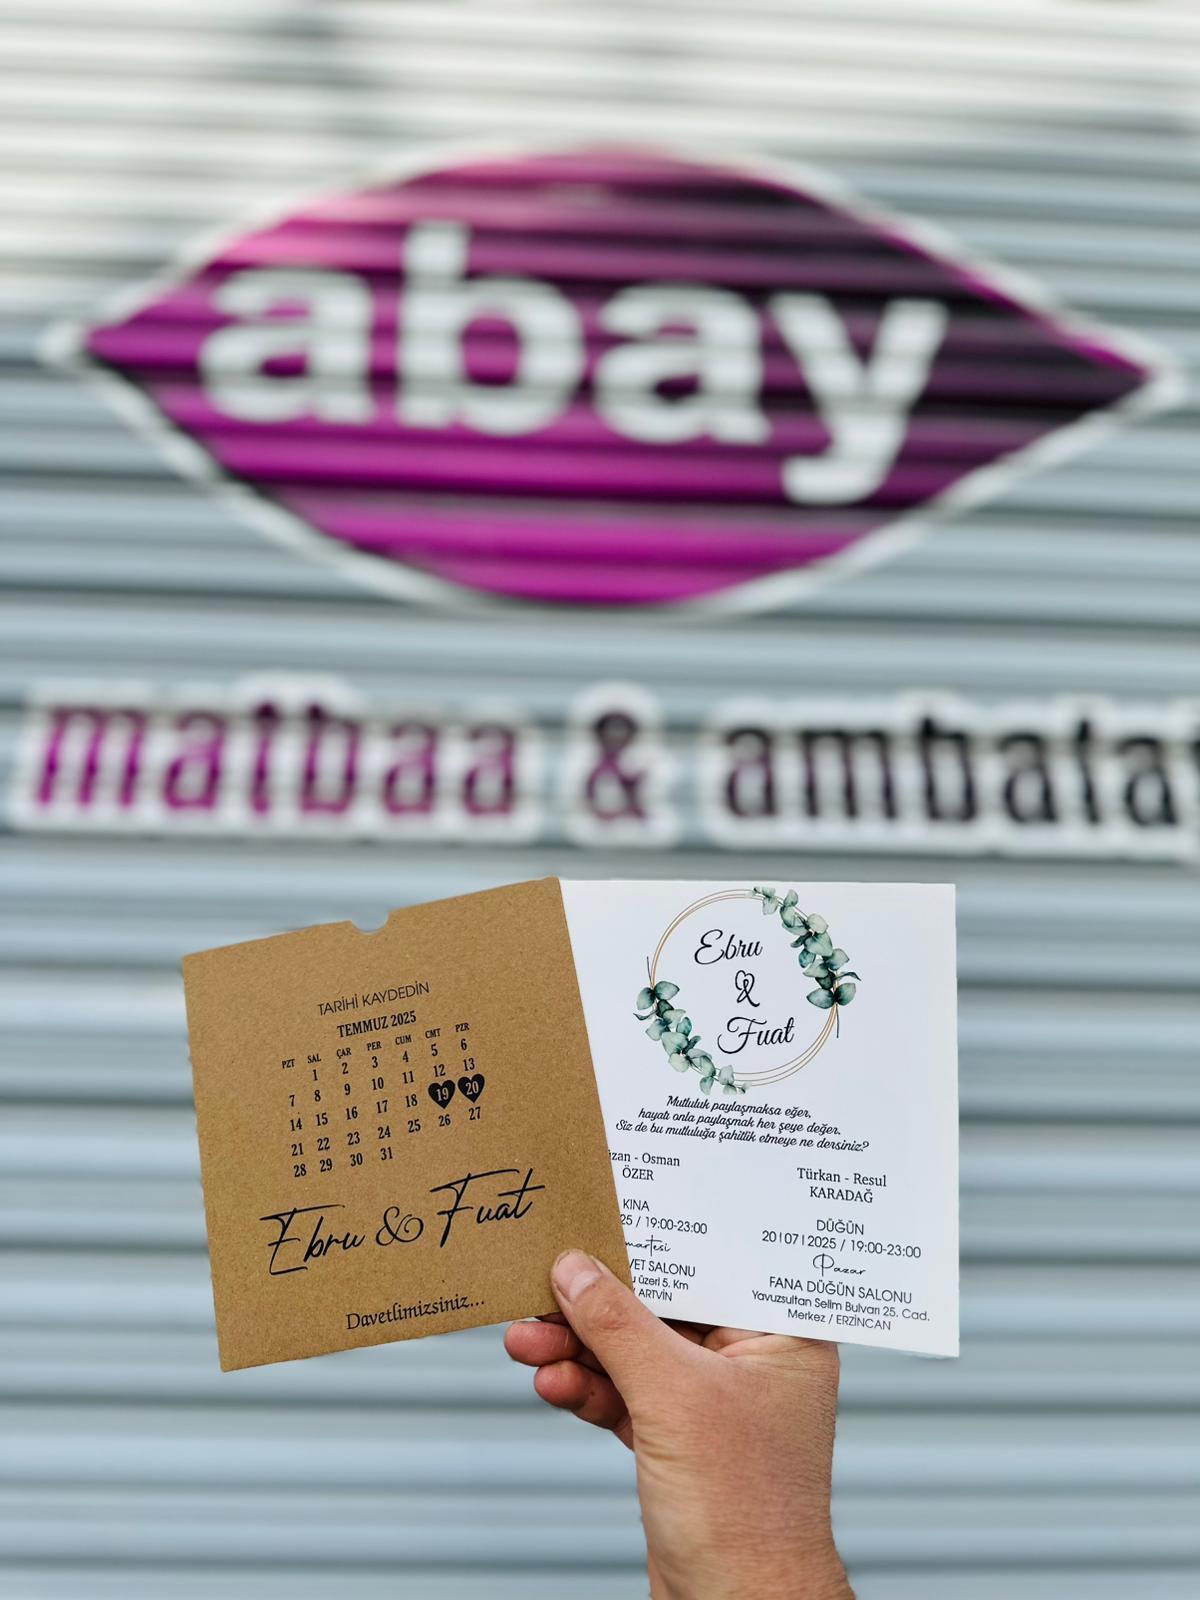 abay
matbaa & ambalaj
TARİHİ KAYDEDİN
TEMMUZ 2025
PZT SAL ÇAR PER CUM CMT PZR
1 2 3 4 5 6
7 8 9 10 11 12 13
14 15 16 17 18 19 20
21 22 23 24 25 26 27
28 29 30 31
Ebru & Fuat
Davetlimizsiniz...
Ebru
&
Fuat
Mutluluk paylaşmaksa eğer,
hayatı onla paylaşmak her şeye değer.
Siz de bu mutluluğa şahitlik etmeye ne dersiniz?
- Osman
ÖZER
KINA
25 / 19:00-23:00
SALONU
üzeri 5. Km
/ ARTVİN
Türkan - Resul
KARADAĞ
DÜĞÜN
20 | 07 | 2025 / 19:00-23:00
Pazar
FANA DÜĞÜN SALONU
Yavuzsultan Selim Bulvarı 25. Cad.
Merkez / ERZİNCAN